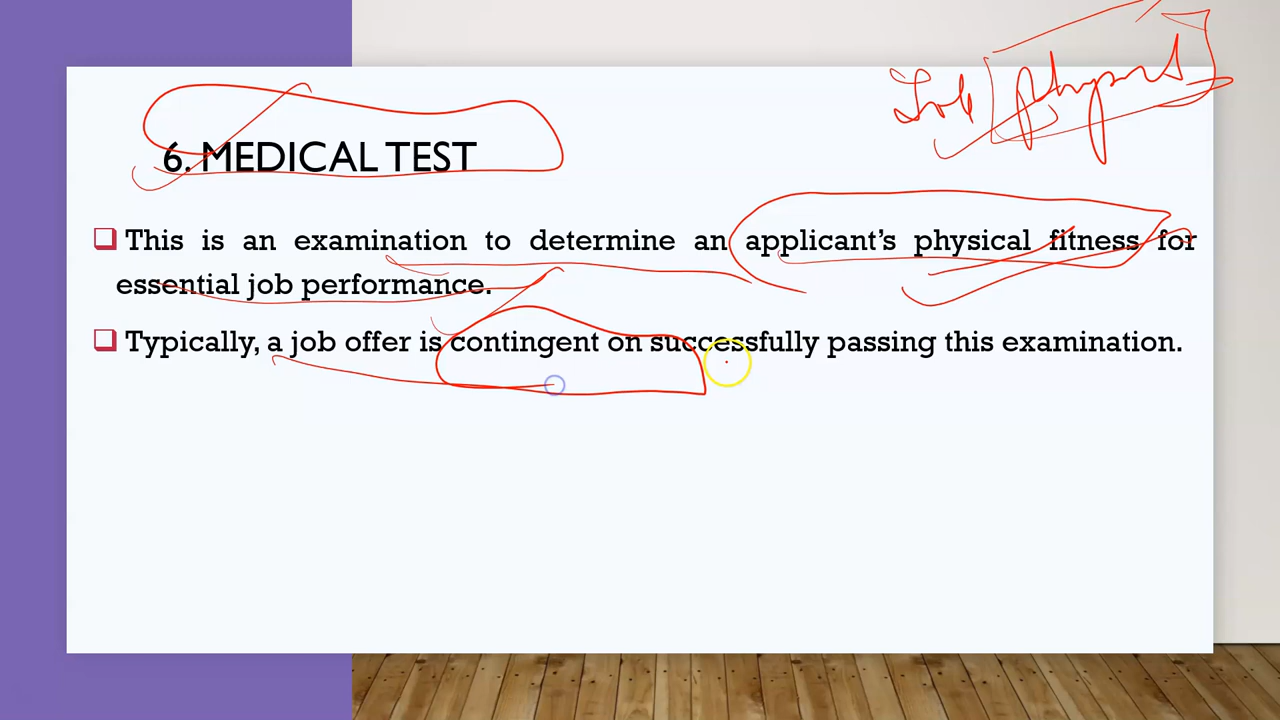 6. MEDICAL TEST
This is an examination to determine an applicant's physical fitness for
essential job performance.
Typically, a job offer is contingent on successfully passing this examination.